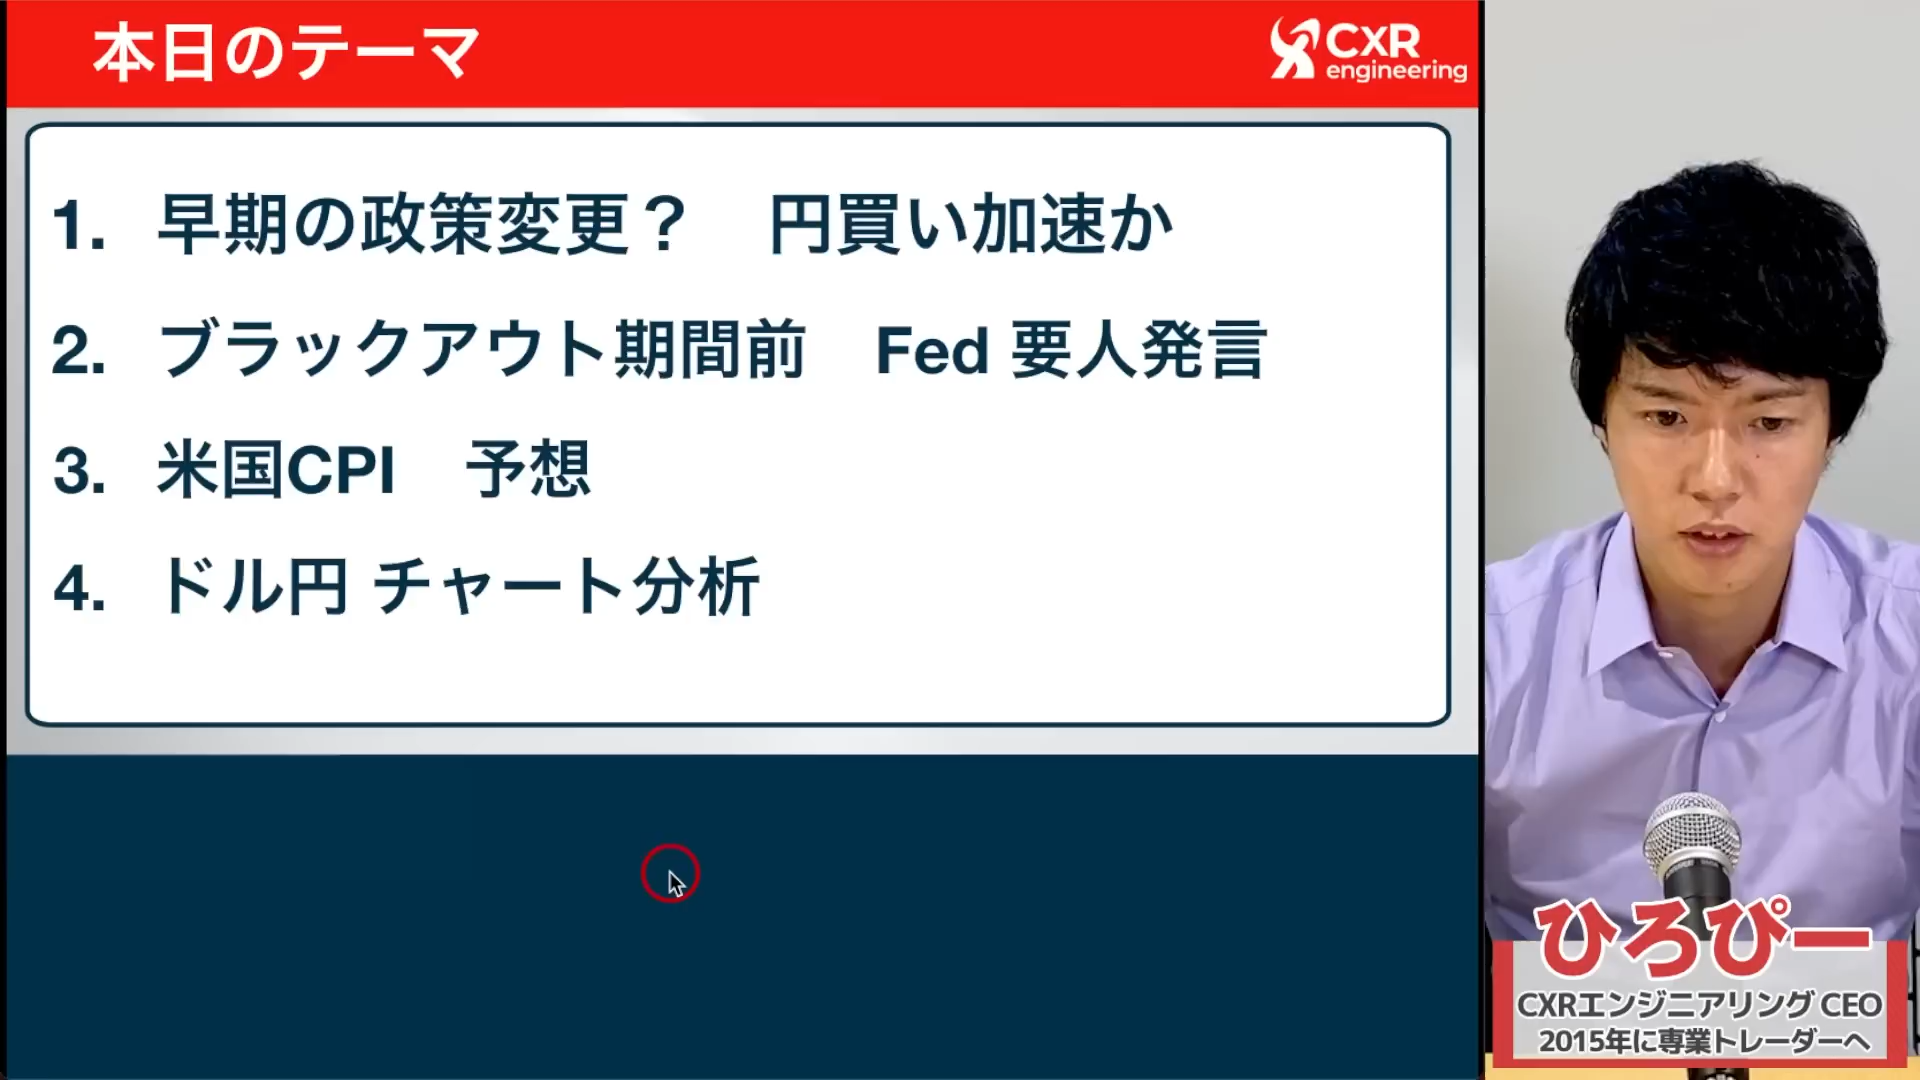 本日のテーマ
CXR
engineering
1. 早期の政策変更？　円買い加速か
2. ブラックアウト期間前　Fed 要人発言
3. 米国CPI　予想
4. ドル円 チャート分析
ひろぴー
CXRエンジニアリング CEO
2015年に専業トレーダーへ